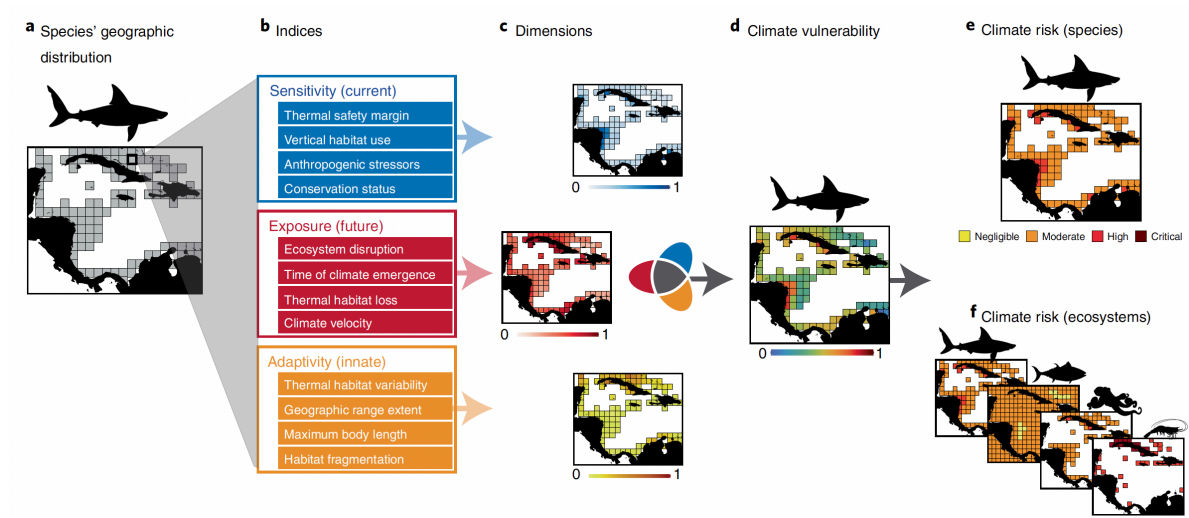 a Species' geographic
distribution
b Indices
Sensitivity (current)
Thermal safety margin
Vertical habitat use
Anthropogenic stressors
Conservation status
Exposure (future)
Ecosystem disruption
Time of climate emergence
Thermal habitat loss
Climate velocity
Adaptivity (innate)
Thermal habitat variability
Geographic range extent
Maximum body length
Habitat fragmentation
c Dimensions
0 1
0 1
0 1
d Climate vulnerability
0 1
e Climate risk (species)
Negligible Moderate High Critical
f Climate risk (ecosystems)